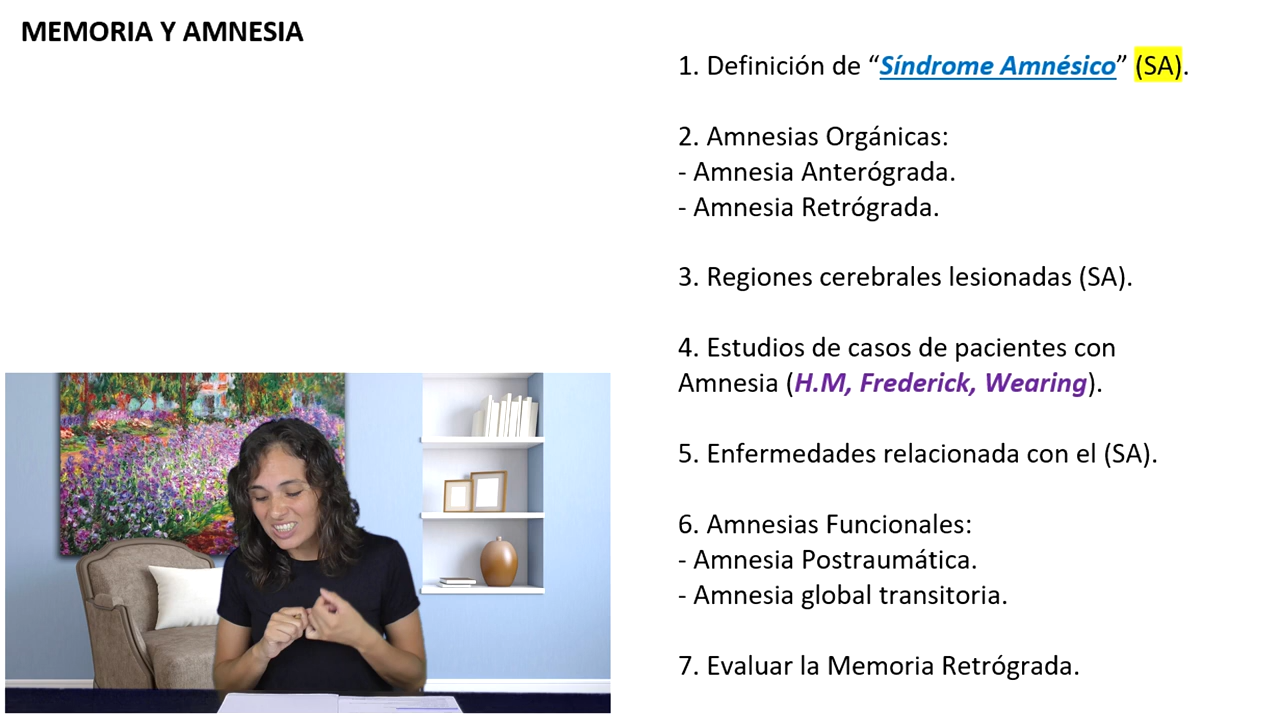 MEMORIA Y AMNESIA
1. Definición de “Síndrome Amnésico” (SA).
2. Amnesias Orgánicas:
- Amnesia Anterógrada.
- Amnesia Retrógrada.
3. Regiones cerebrales lesionadas (SA).
4. Estudios de casos de pacientes con
Amnesia (H.M, Frederick, Wearing).
5. Enfermedades relacionada con el (SA).
6. Amnesias Funcionales:
- Amnesia Postraumática.
- Amnesia global transitoria.
7. Evaluar la Memoria Retrógrada.